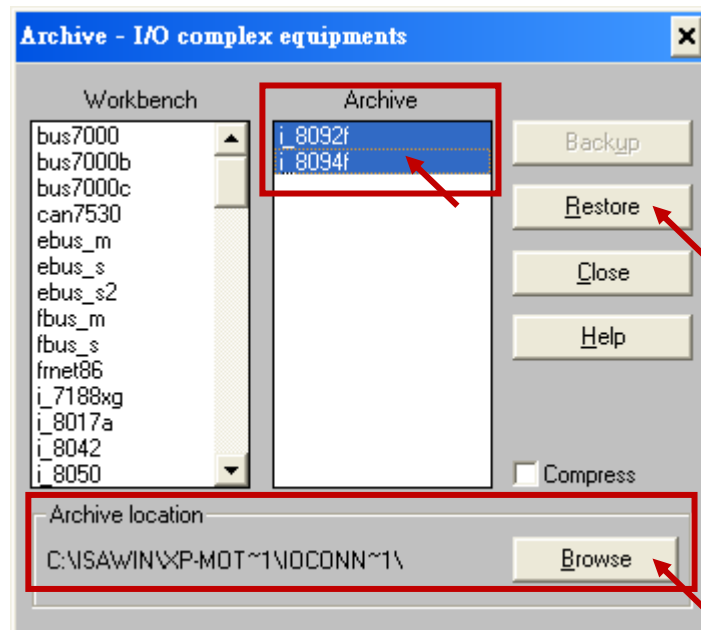 Archive - I/O complex equipments
Workbench
Archive
bus7000
bus7000b
bus7000c
can7530
ebus_m
ebus_s
ebus_s2
fbus_m
fbus_s
frnet86
i_7188xg
i_8017a
i_8042
i_8050
i_8092f
i_8094f
Backup
Restore
Close
Help
Compress
Archive location
C:\ISAWIN\XP-MOT~1\IOCONN~1\
Browse